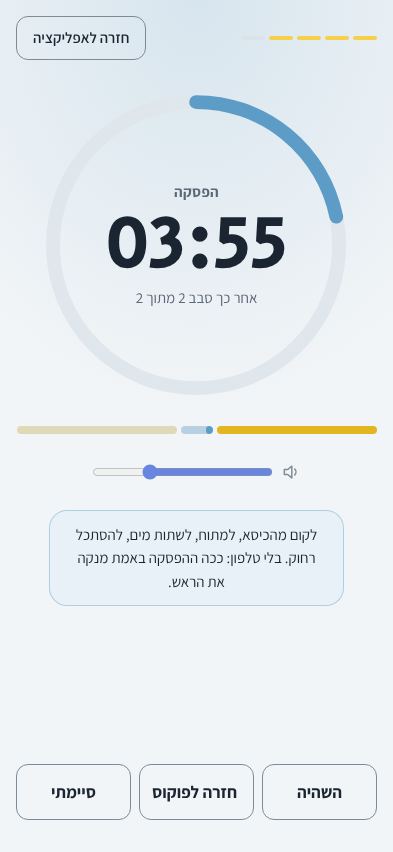 חזרה לאפליקציה
הפסקה
03:55
אחר כך סבב 2 מתוך 2
לקום מהכיסא, למתוח, לשתות מים, להסתכל
רחוק. בלי טלפון: ככה ההפסקה באמת מנקה
את הראש.
השהיה
חזרה לפוקוס
סיימתי